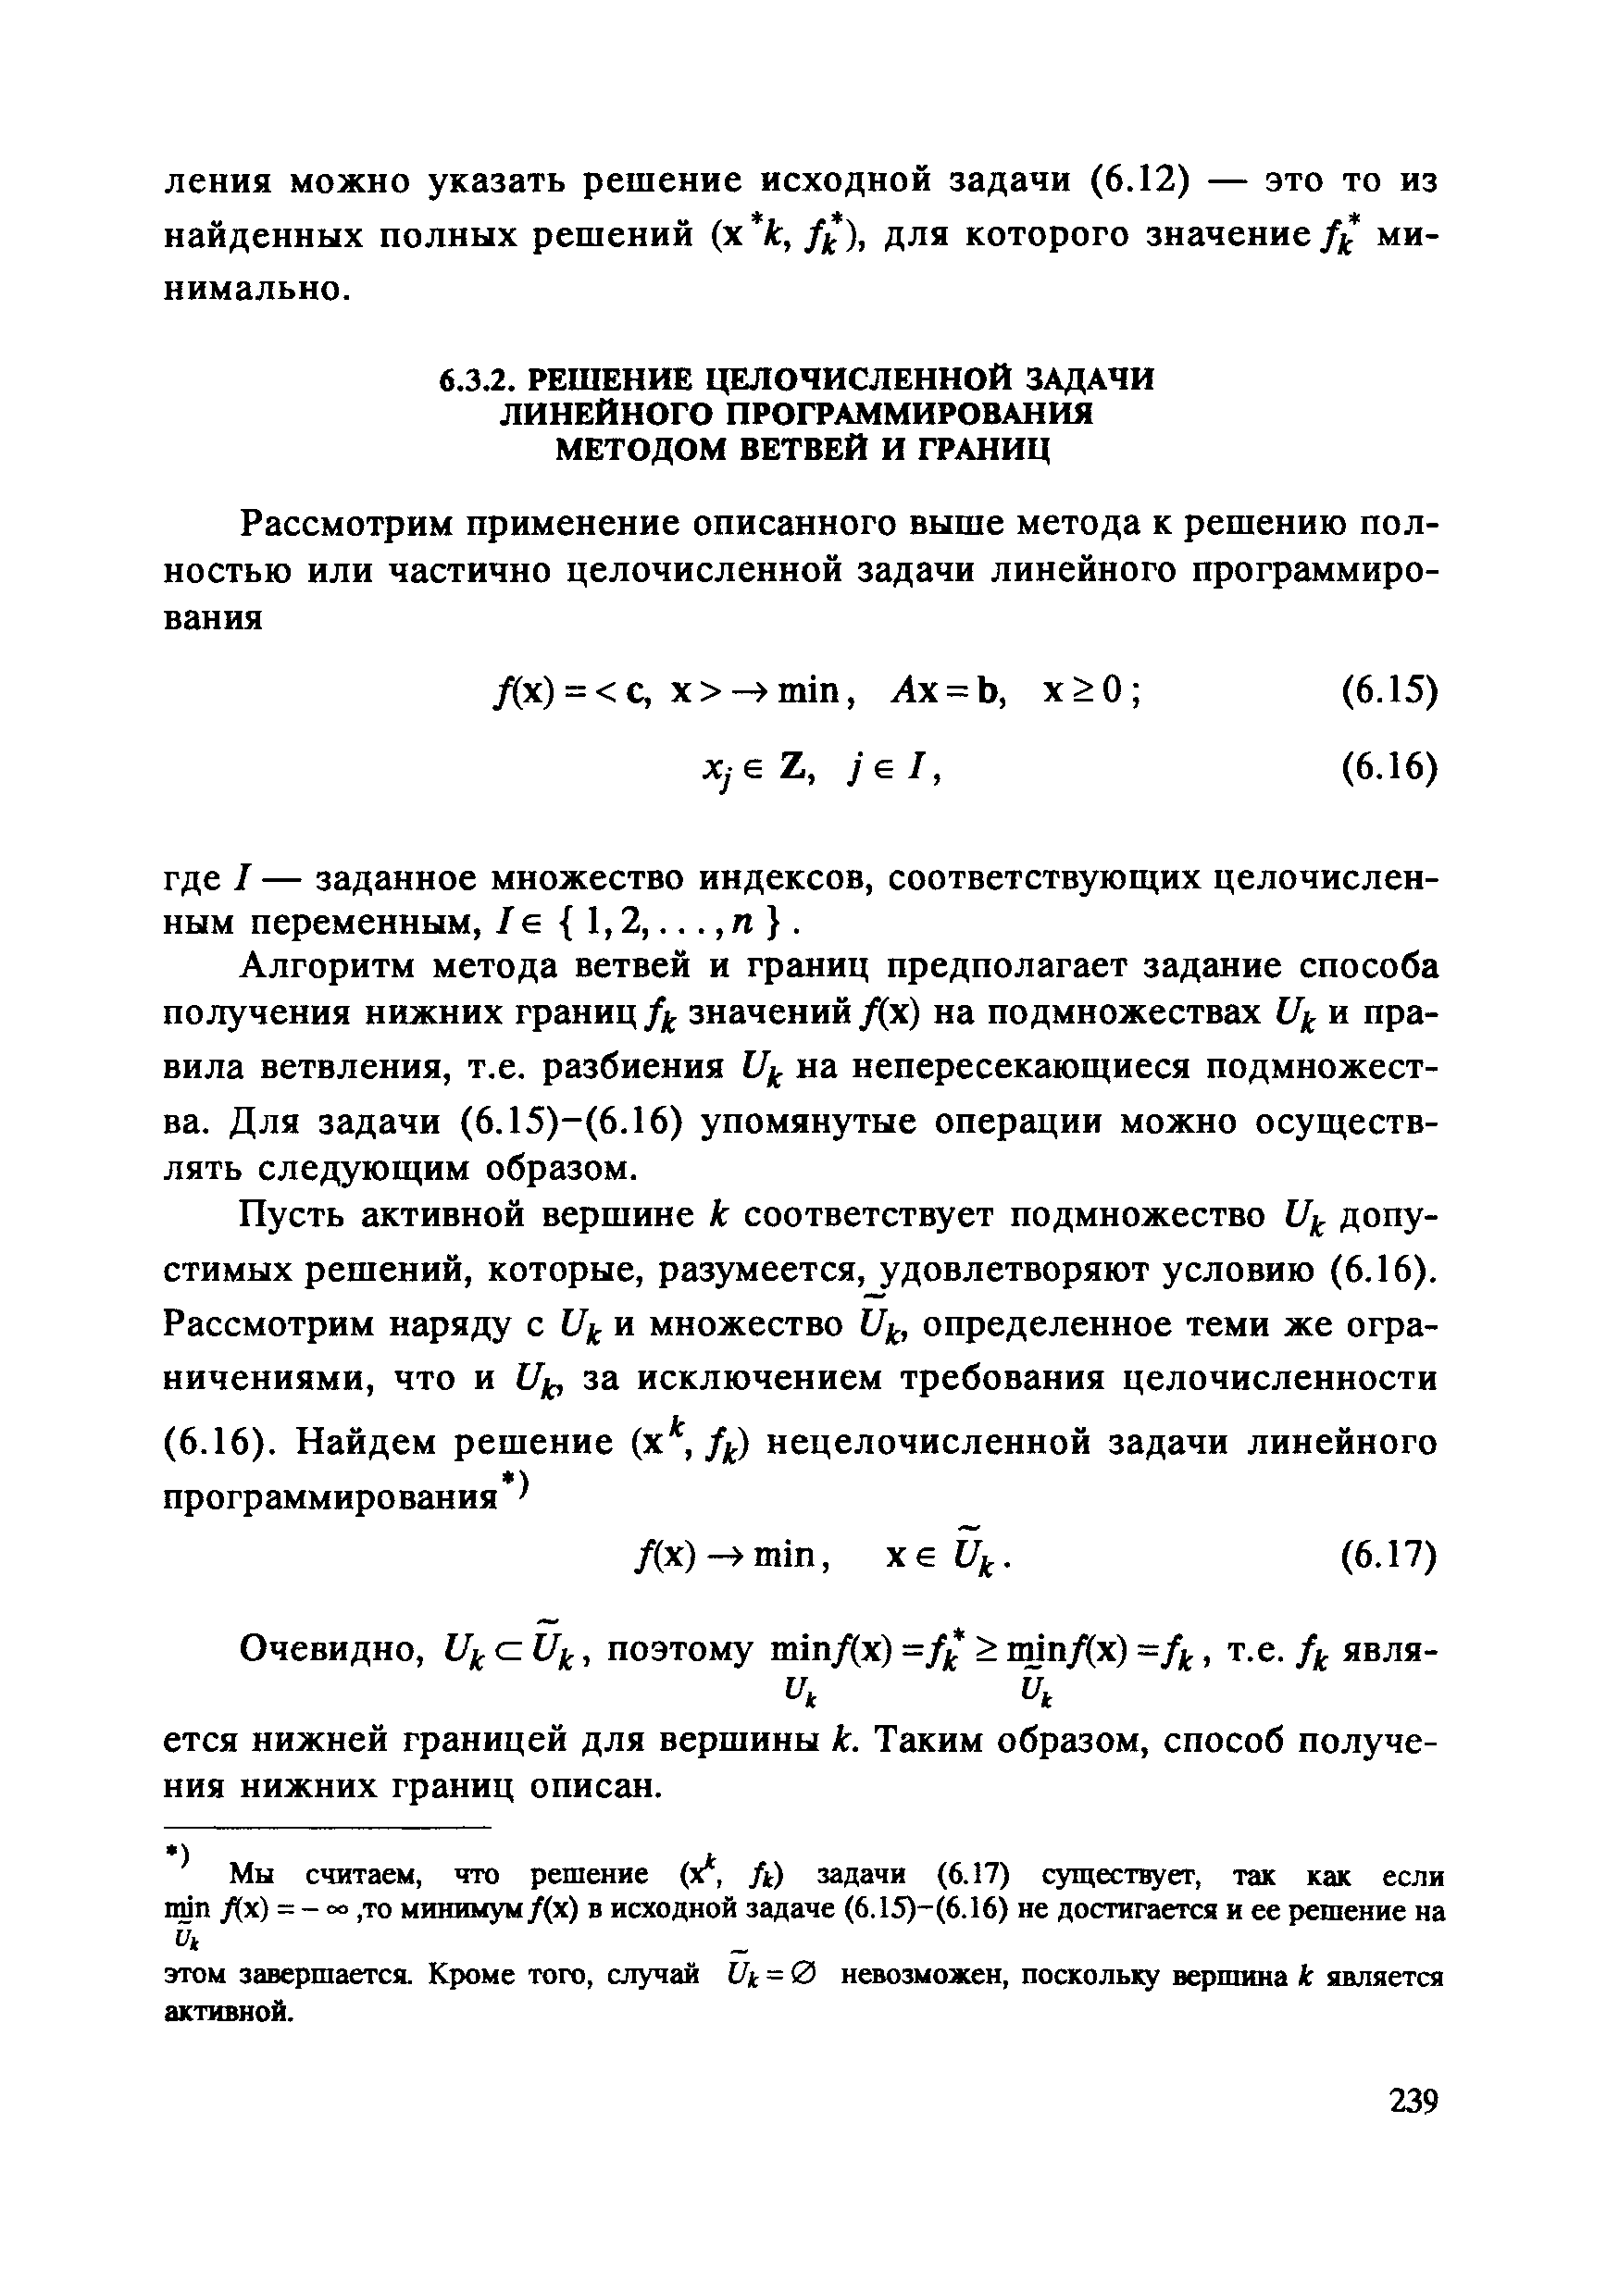 ления можно указать решение исходной задачи (6.12) — это то из
найденных полных решений (x*k, fk*), для которого значение fk* ми-
нимально.
6.3.2. РЕШЕНИЕ ЦЕЛОЧИСЛЕННОЙ ЗАДАЧИ
ЛИНЕЙНОГО ПРОГРАММИРОВАНИЯ
МЕТОДОМ ВЕТВЕЙ И ГРАНИЦ
Рассмотрим применение описанного выше метода к решению пол-
ностью или частично целочисленной задачи линейного программиро-
вания
f(x) = < c, x > → min, Ax = b, x ≥ 0 ; (6.15)
xj ∈ Z, j ∈ I, (6.16)
где I — заданное множество индексов, соответствующих целочислен-
ным переменным, I ∈ { 1,2,...,n } .
Алгоритм метода ветвей и границ предполагает задание способа
получения нижних границ fk значений f(x) на подмножествах Uk и пра-
вила ветвления, т.е. разбиения Uk на непересекающиеся подмножест-
ва. Для задачи (6.15)–(6.16) упомянутые операции можно осуществ-
лять следующим образом.
Пусть активной вершине k соответствует подмножество Uk допу-
стимых решений, которые, разумеется, удовлетворяют условию (6.16).
Рассмотрим наряду с Uk и множество Ũk, определенное теми же огра-
ничениями, что и Uk, за исключением требования целочисленности
(6.16). Найдем решение (x^k, fk) нецелочисленной задачи линейного
программирования*)
f(x) → min, x ∈ Ũk . (6.17)
Очевидно, Uk ⊂ Ũk , поэтому minf(x) =fk* ≥ minf(x) =fk , т.е. fk явля-
Uk Ũk
ется нижней границей для вершины k. Таким образом, способ получе-
ния нижних границ описан.
*) Мы считаем, что решение (x^k, fk) задачи (6.17) существует, так как если
min f(x) = – ∞ ,то минимум f(x) в исходной задаче (6.15)–(6.16) не достигается и ее решение на
Ũk
этом завершается. Кроме того, случай Ũk = ∅ невозможен, поскольку вершина k является
активной.
239